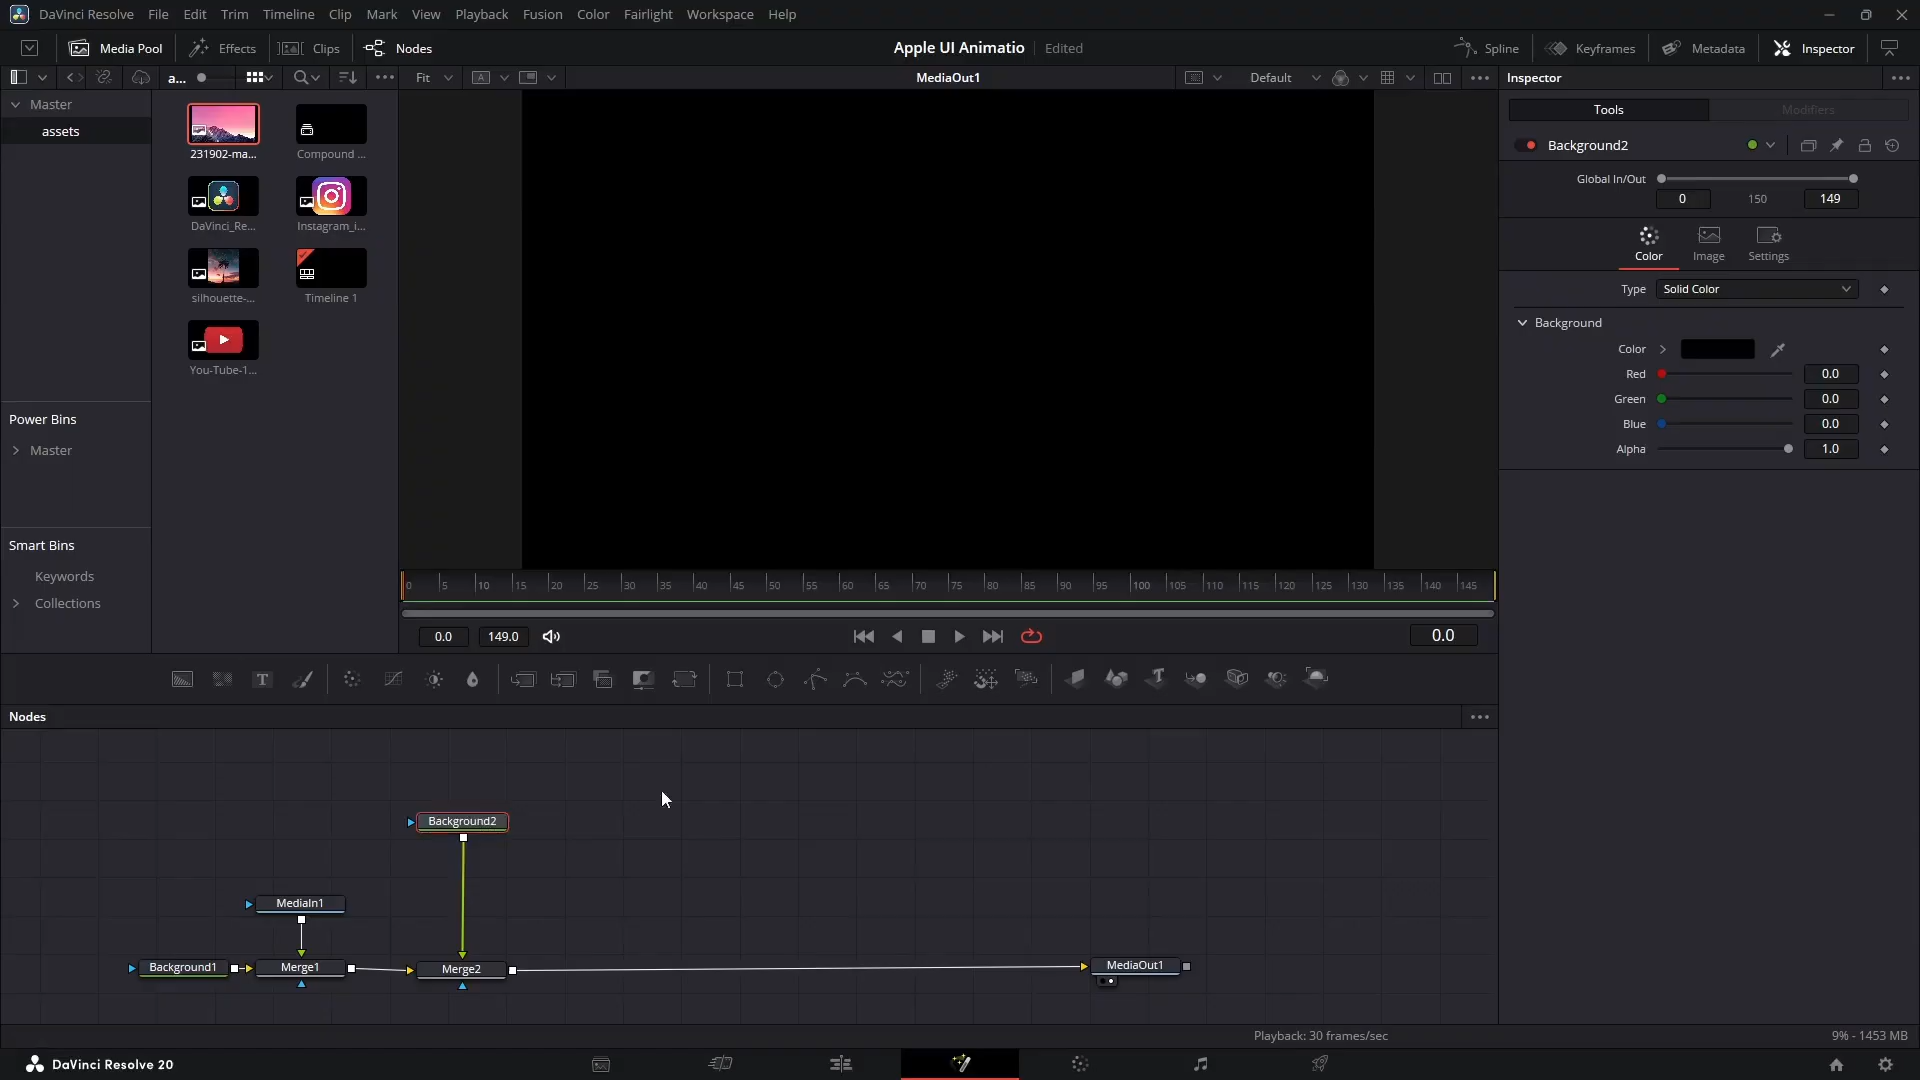 DaVinci Resolve File Edit Trim Timeline Clip Mark View Playback Fusion Color Fairlight Workspace Help
Media Pool Effects Clips Nodes Apple UI Animatio Edited Spline Keyframes Metadata Inspector
a... Fit A MediaOut1 Default Inspector
Master
assets
231902-ma...
Compound ...
DaVinci_Re...
Instagram_i...
silhouette-...
Timeline 1
You-Tube-1...
Power Bins
Master
Smart Bins
Keywords
Collections
Tools Modifiers
Background2
Global In/Out
0 150 149
Color Image Settings
Type Solid Color
Background
Color
Red 0.0
Green 0.0
Blue 0.0
Alpha 1.0
0 5 10 15 20 25 30 35 40 45 50 55 60 65 70 75 80 85 90 95 100 105 110 115 120 125 130 135 140 145
0.0 149.0 0.0
T T
Nodes
Background2
MediaIn1
Background1 Merge1 Merge2 MediaOut1
Playback: 30 frames/sec 9% - 1453 MB
DaVinci Resolve 20